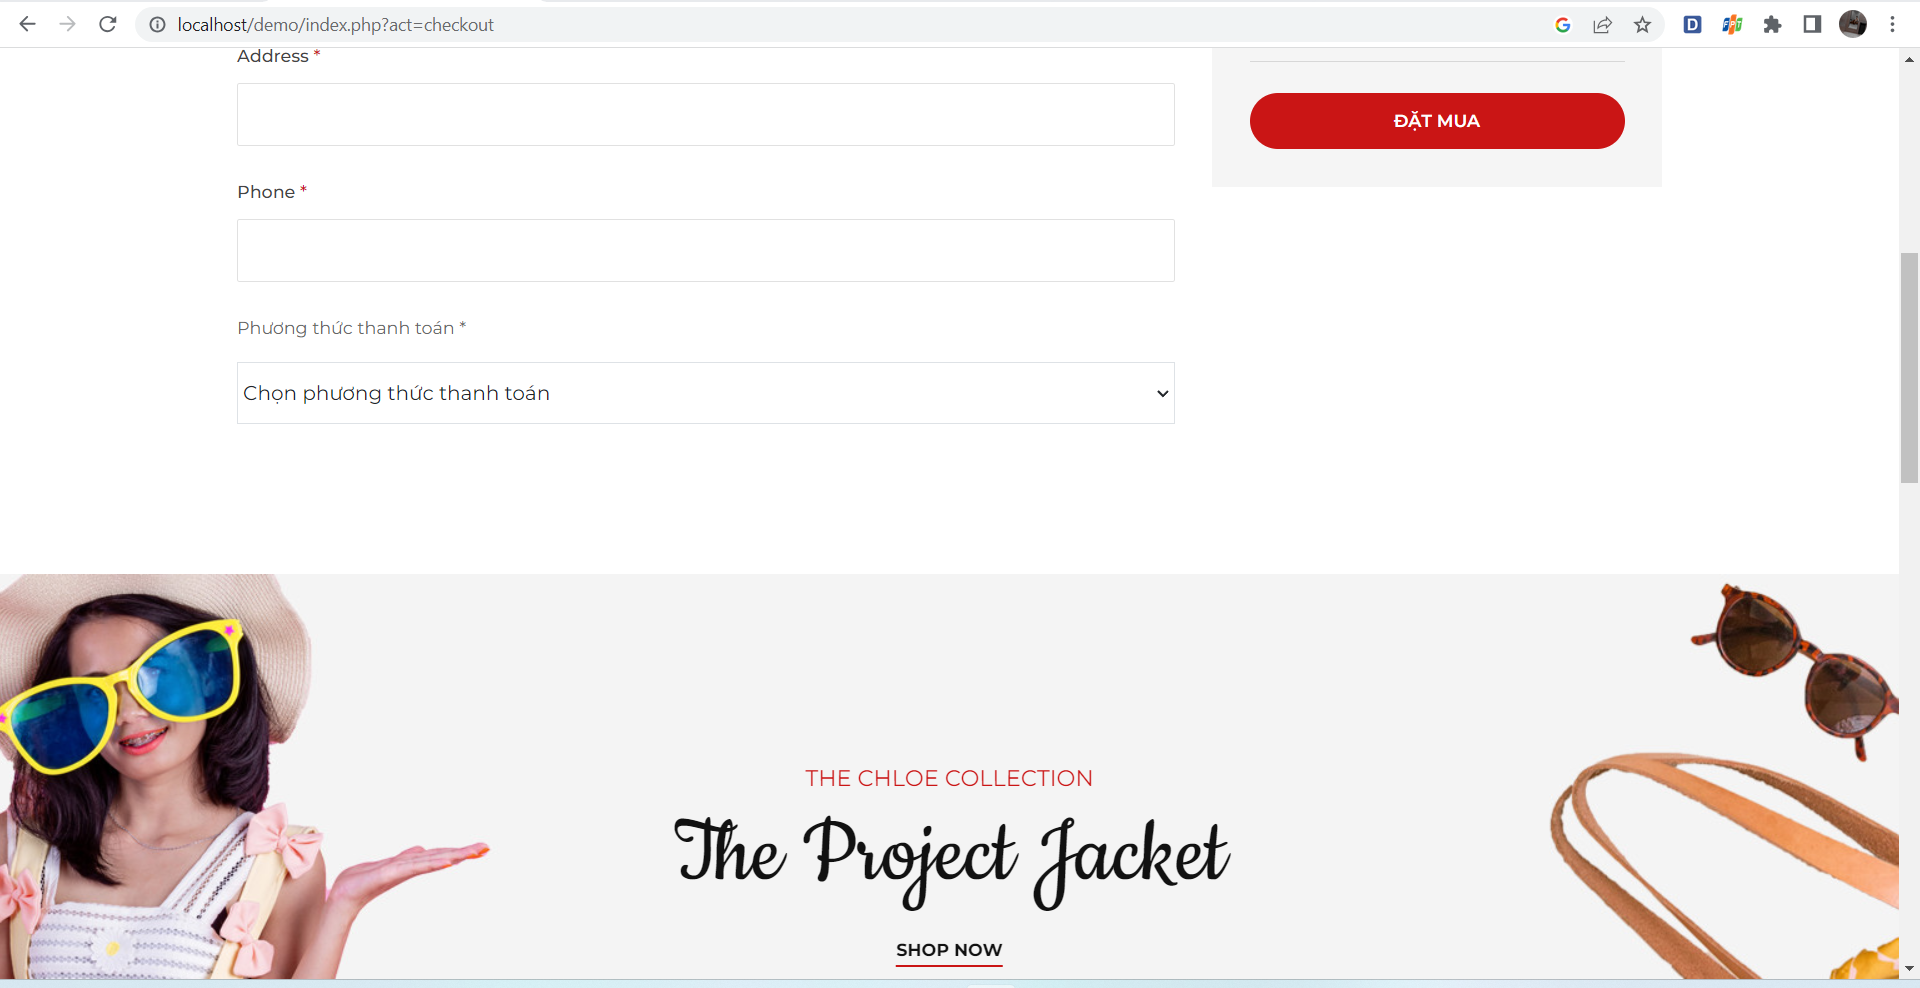 localhost/demo/index.php?act=checkout
Address *
ĐẶT MUA
Phone *
Phương thức thanh toán *
Chọn phương thức thanh toán
THE CHLOE COLLECTION
The Project Jacket
SHOP NOW